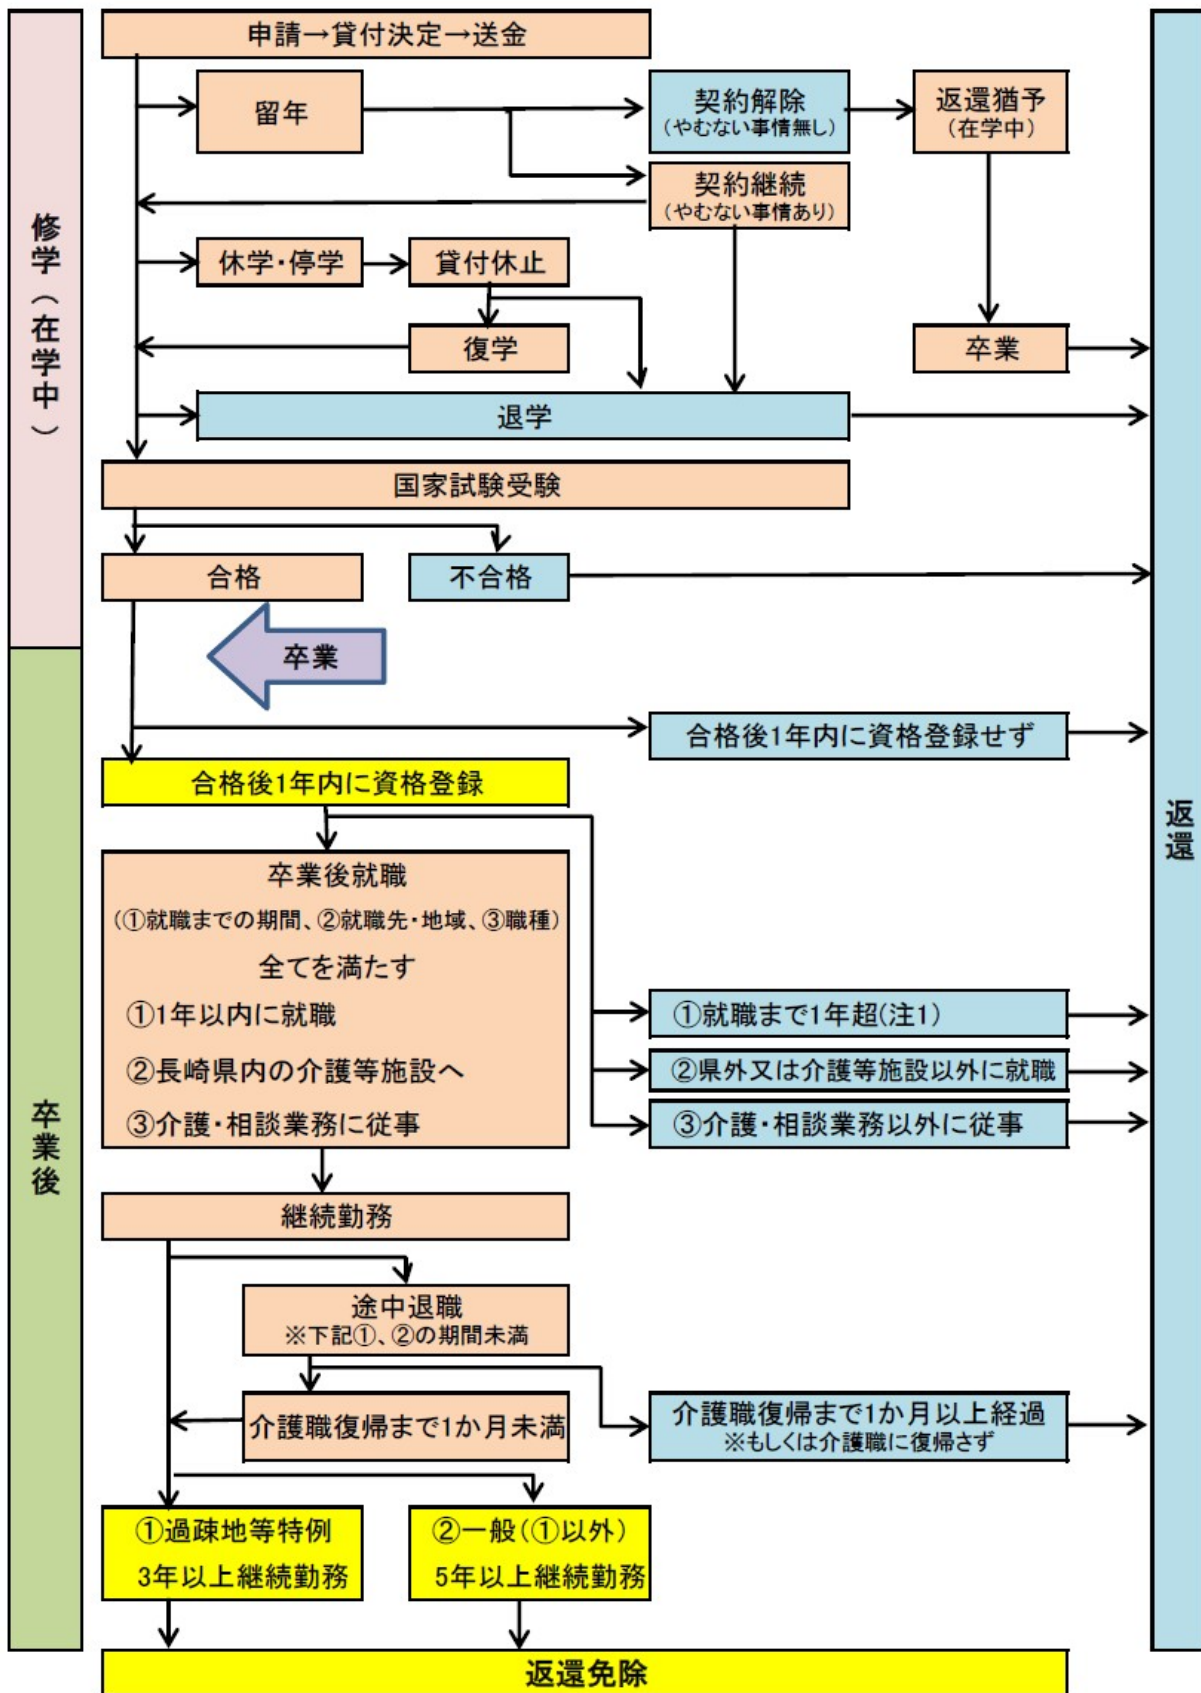 修学(在学中)
申請→貸付決定→送金
留年
契約解除
(やむない事情無し)
返還猶予
(在学中)
契約継続
(やむない事情あり)
休学・停学
貸付休止
復学
卒業
退学
国家試験受験
合格
不合格
卒業
卒業後
合格後1年内に資格登録せず
合格後1年内に資格登録
返還
卒業後就職
(①就職までの期間、②就職先・地域、③職種)
全てを満たす
①1年以内に就職
②長崎県内の介護等施設へ
③介護・相談業務に従事
①就職まで1年超(注1)
②県外又は介護等施設以外に就職
③介護・相談業務以外に従事
継続勤務
途中退職
※下記①、②の期間未満
介護職復帰まで1か月未満
介護職復帰まで1か月以上経過
※もしくは介護職に復帰さず
①過疎地等特例
3年以上継続勤務
②一般(①以外)
5年以上継続勤務
返還免除